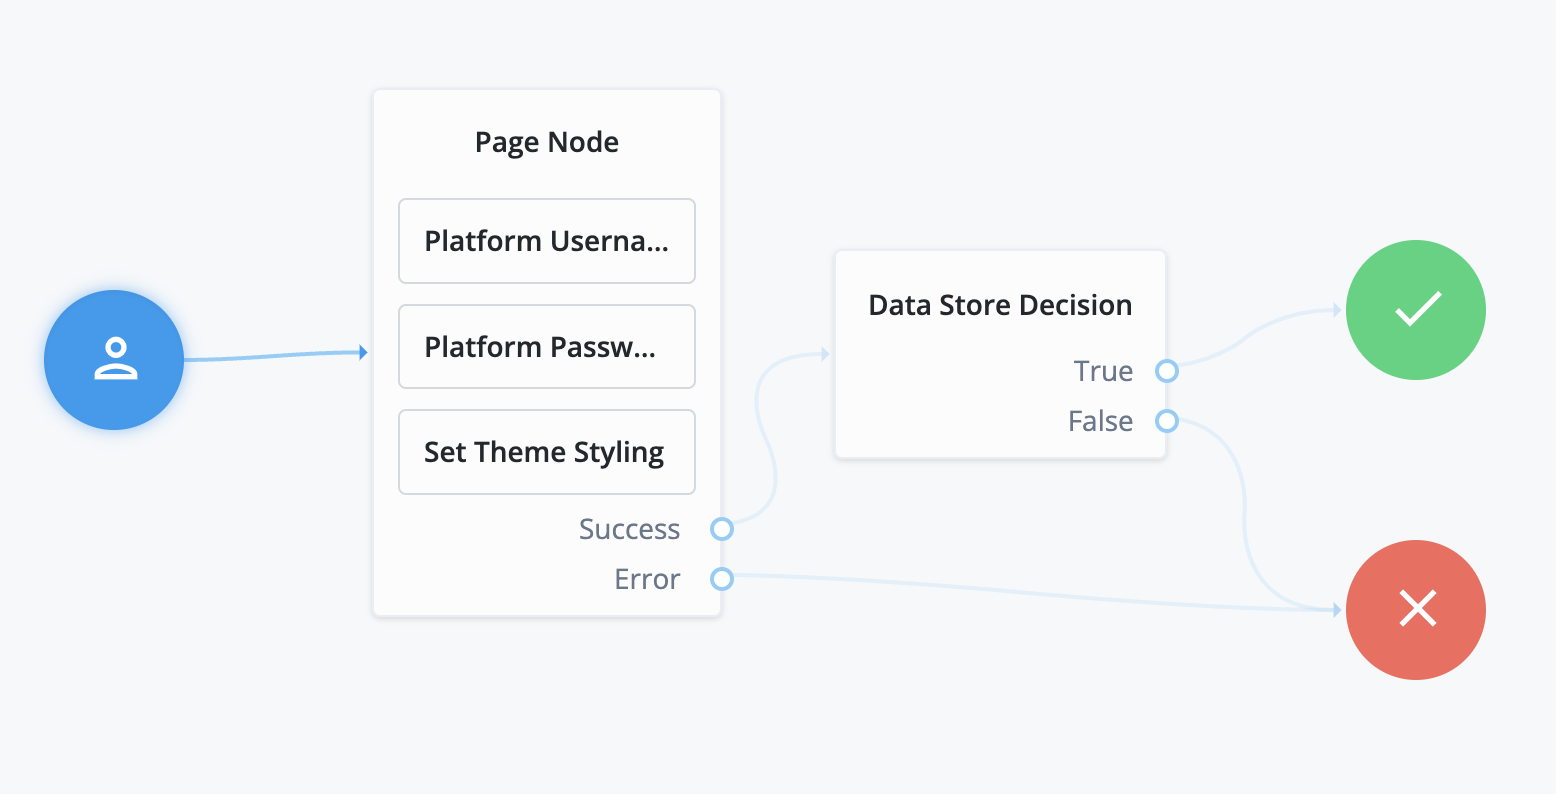 Page Node
Platform Userna...
Platform Passw...
Set Theme Styling
Success
Error
Data Store Decision
True
False